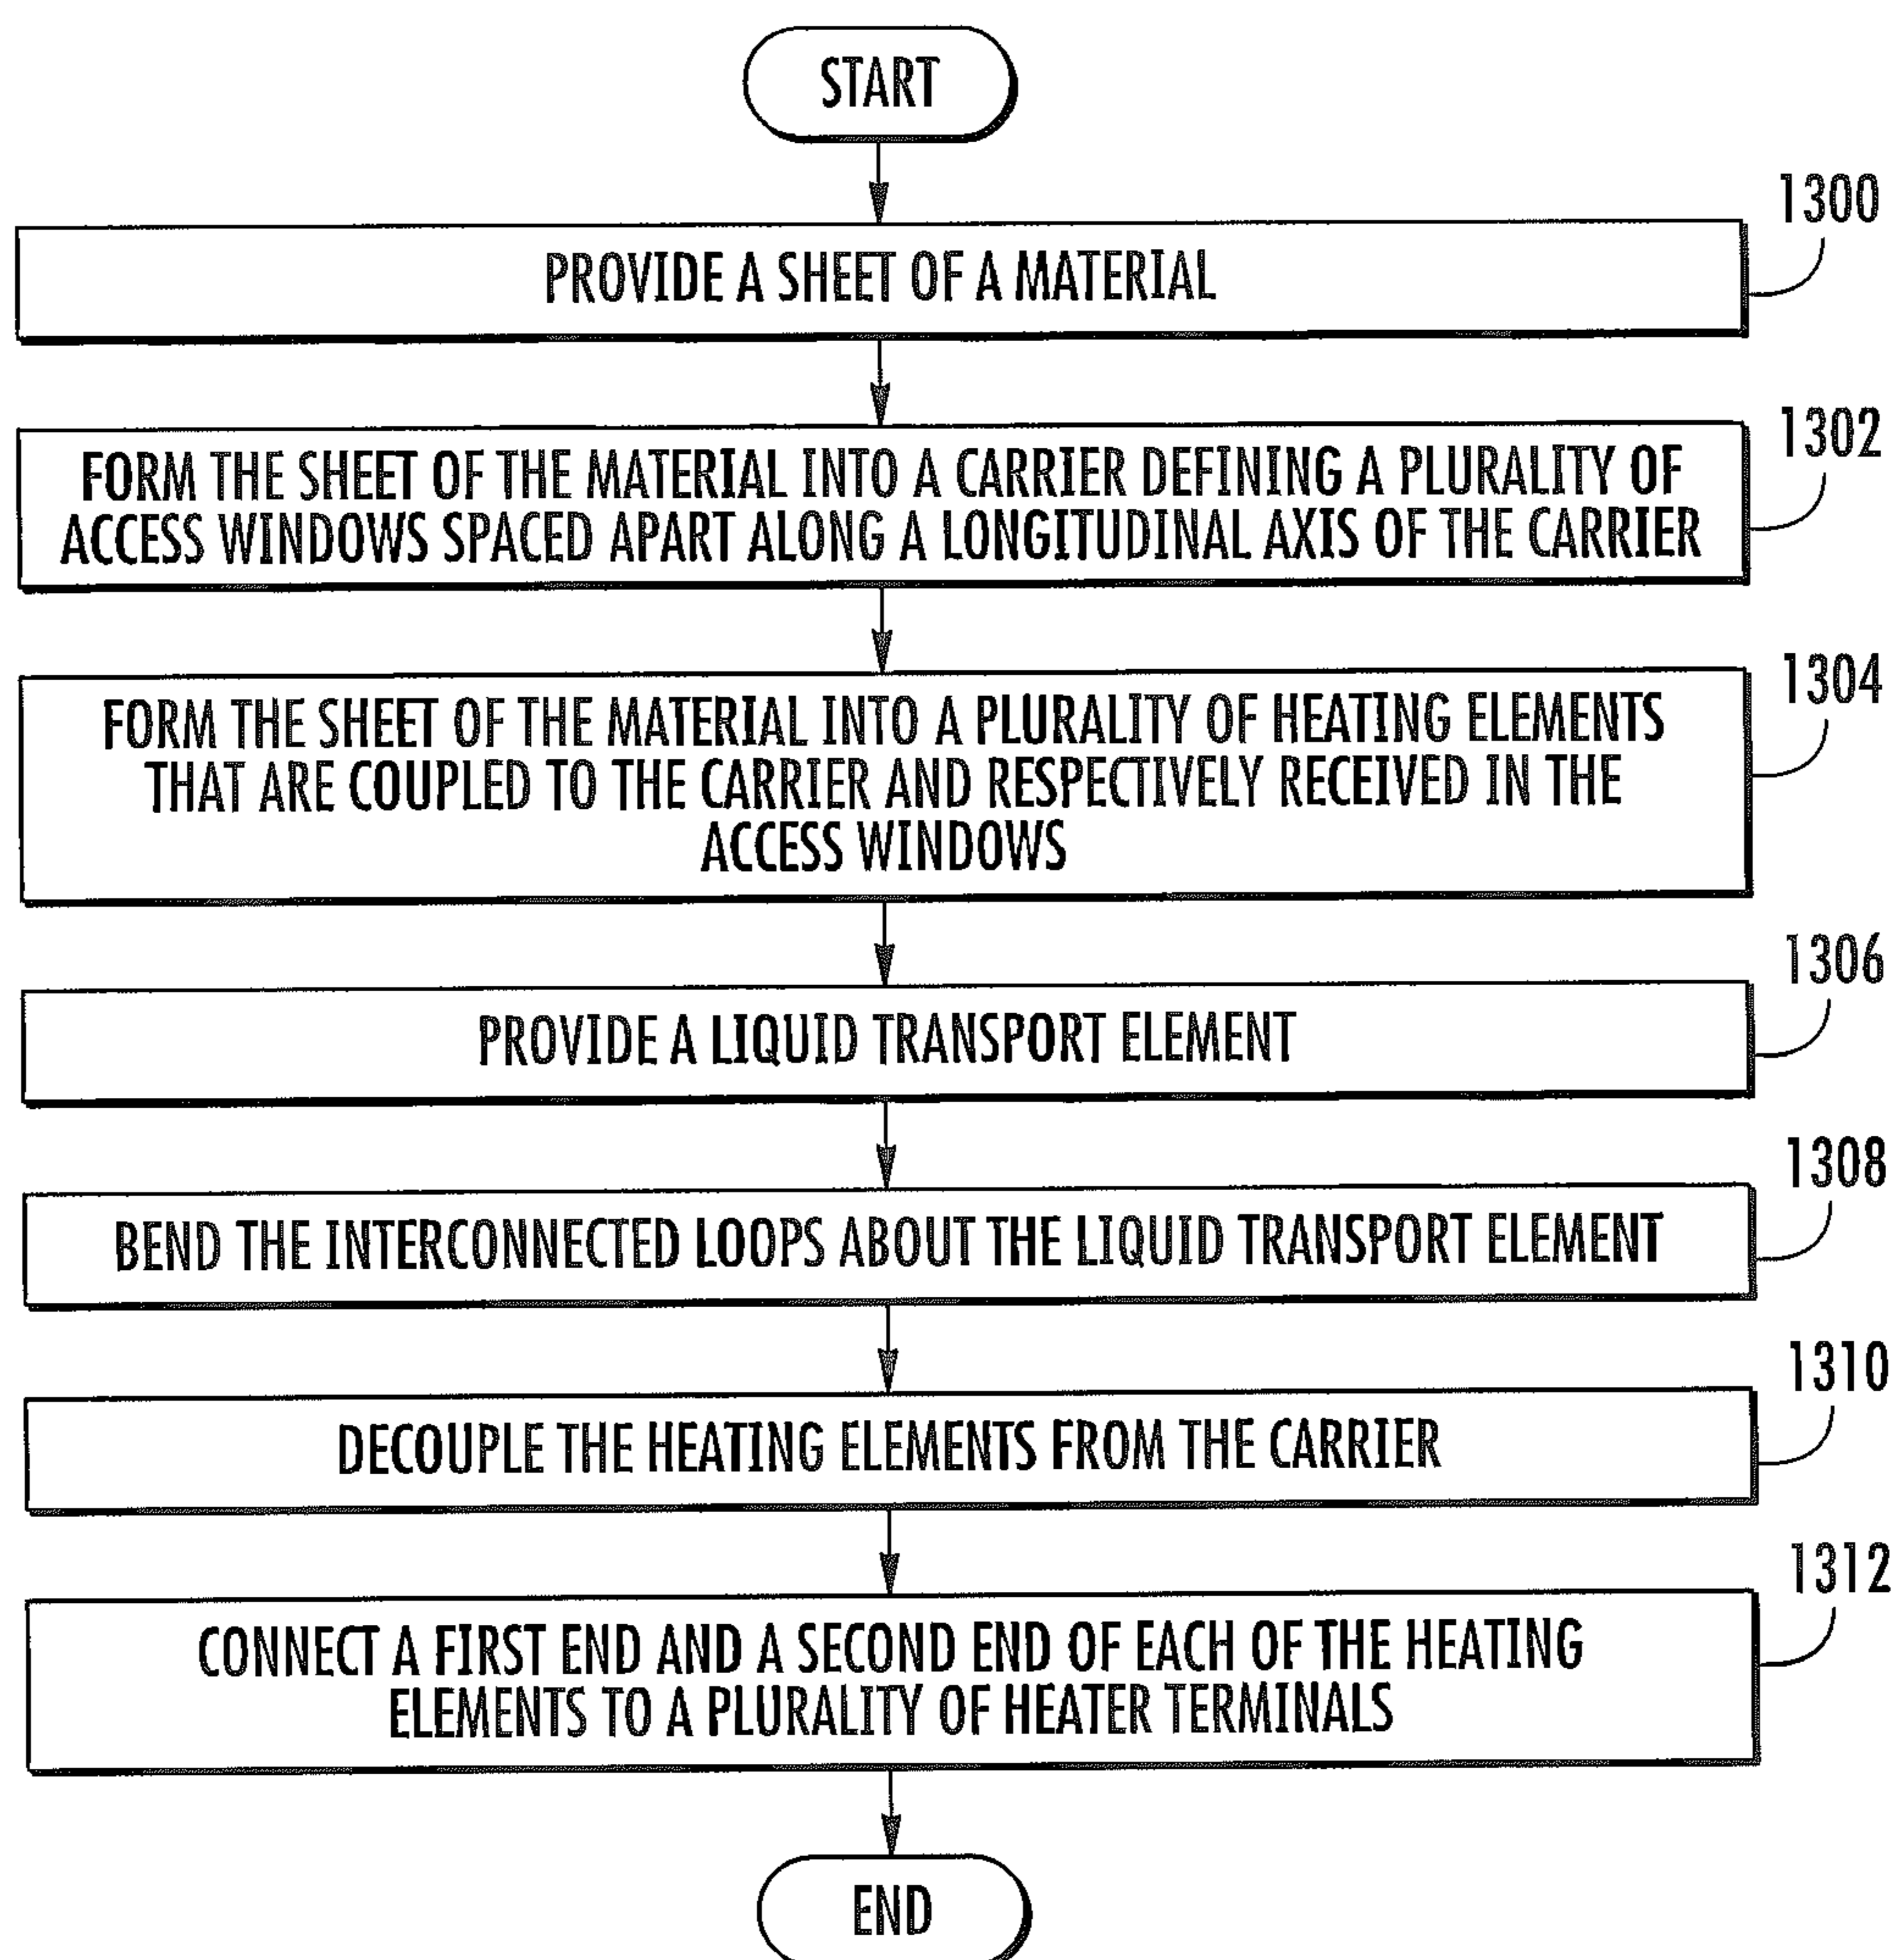 START
1300
PROVIDE A SHEET OF A MATERIAL
1302
FORM THE SHEET OF THE MATERIAL INTO A CARRIER DEFINING A PLURALITY OF
ACCESS WINDOWS SPACED APART ALONG A LONGITUDINAL AXIS OF THE CARRIER
1304
FORM THE SHEET OF THE MATERIAL INTO A PLURALITY OF HEATING ELEMENTS
THAT ARE COUPLED TO THE CARRIER AND RESPECTIVELY RECEIVED IN THE
ACCESS WINDOWS
1306
PROVIDE A LIQUID TRANSPORT ELEMENT
1308
BEND THE INTERCONNECTED LOOPS ABOUT THE LIQUID TRANSPORT ELEMENT
1310
DECOUPLE THE HEATING ELEMENTS FROM THE CARRIER
1312
CONNECT A FIRST END AND A SECOND END OF EACH OF THE HEATING
ELEMENTS TO A PLURALITY OF HEATER TERMINALS
END